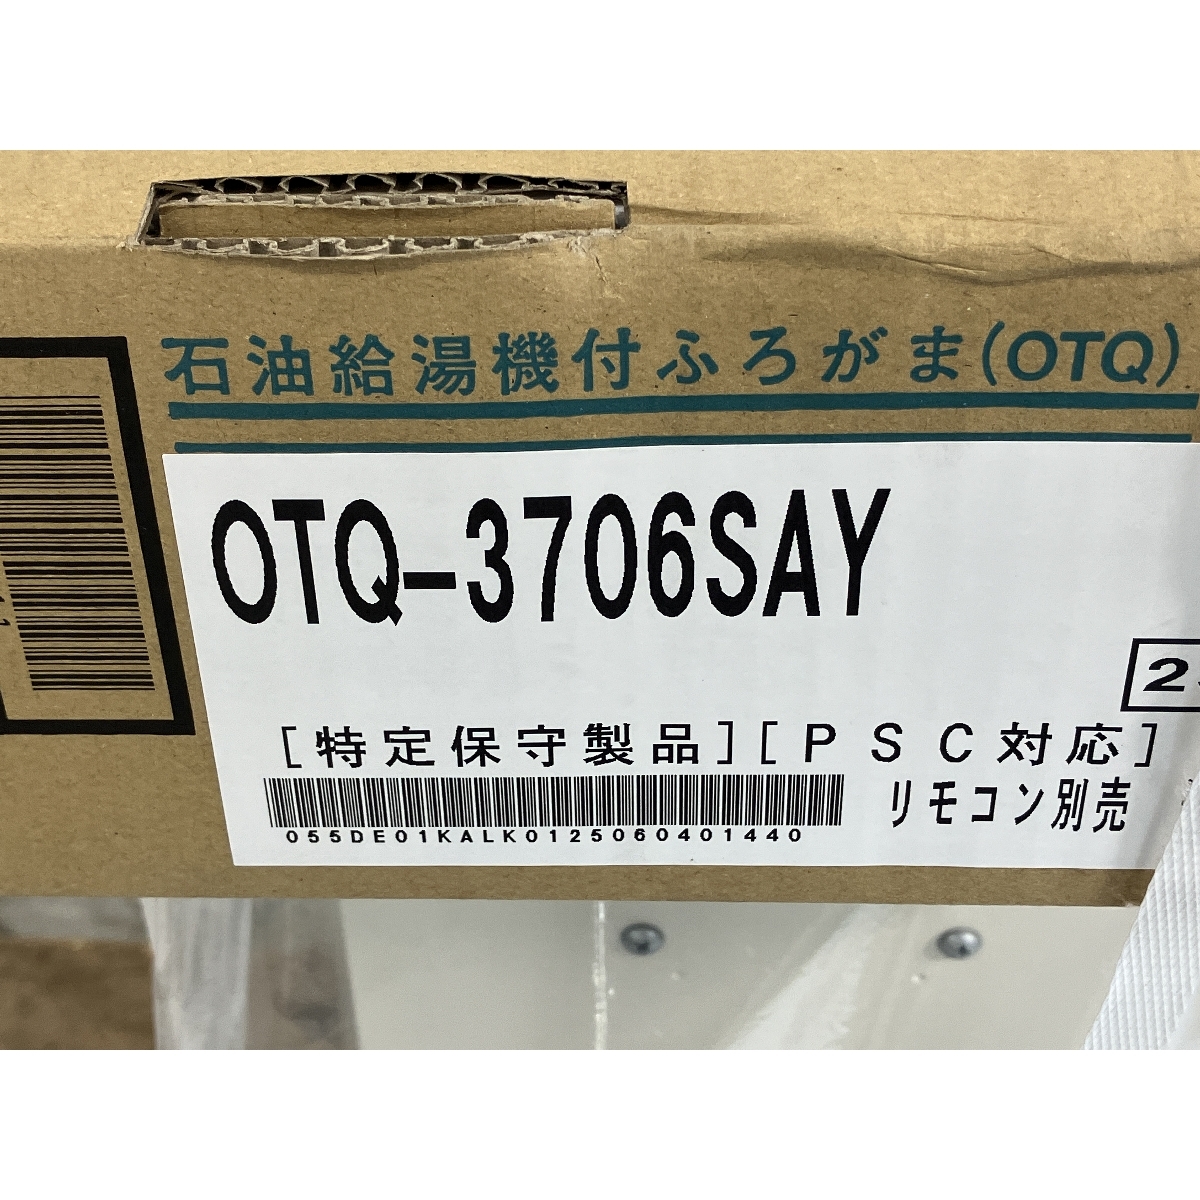 石油給湯機付ふろがま(OTQ)
OTQ-3706SAY
[特定保守製品][PSC対応]
055DE01KALK0125060401440
リモコン別売